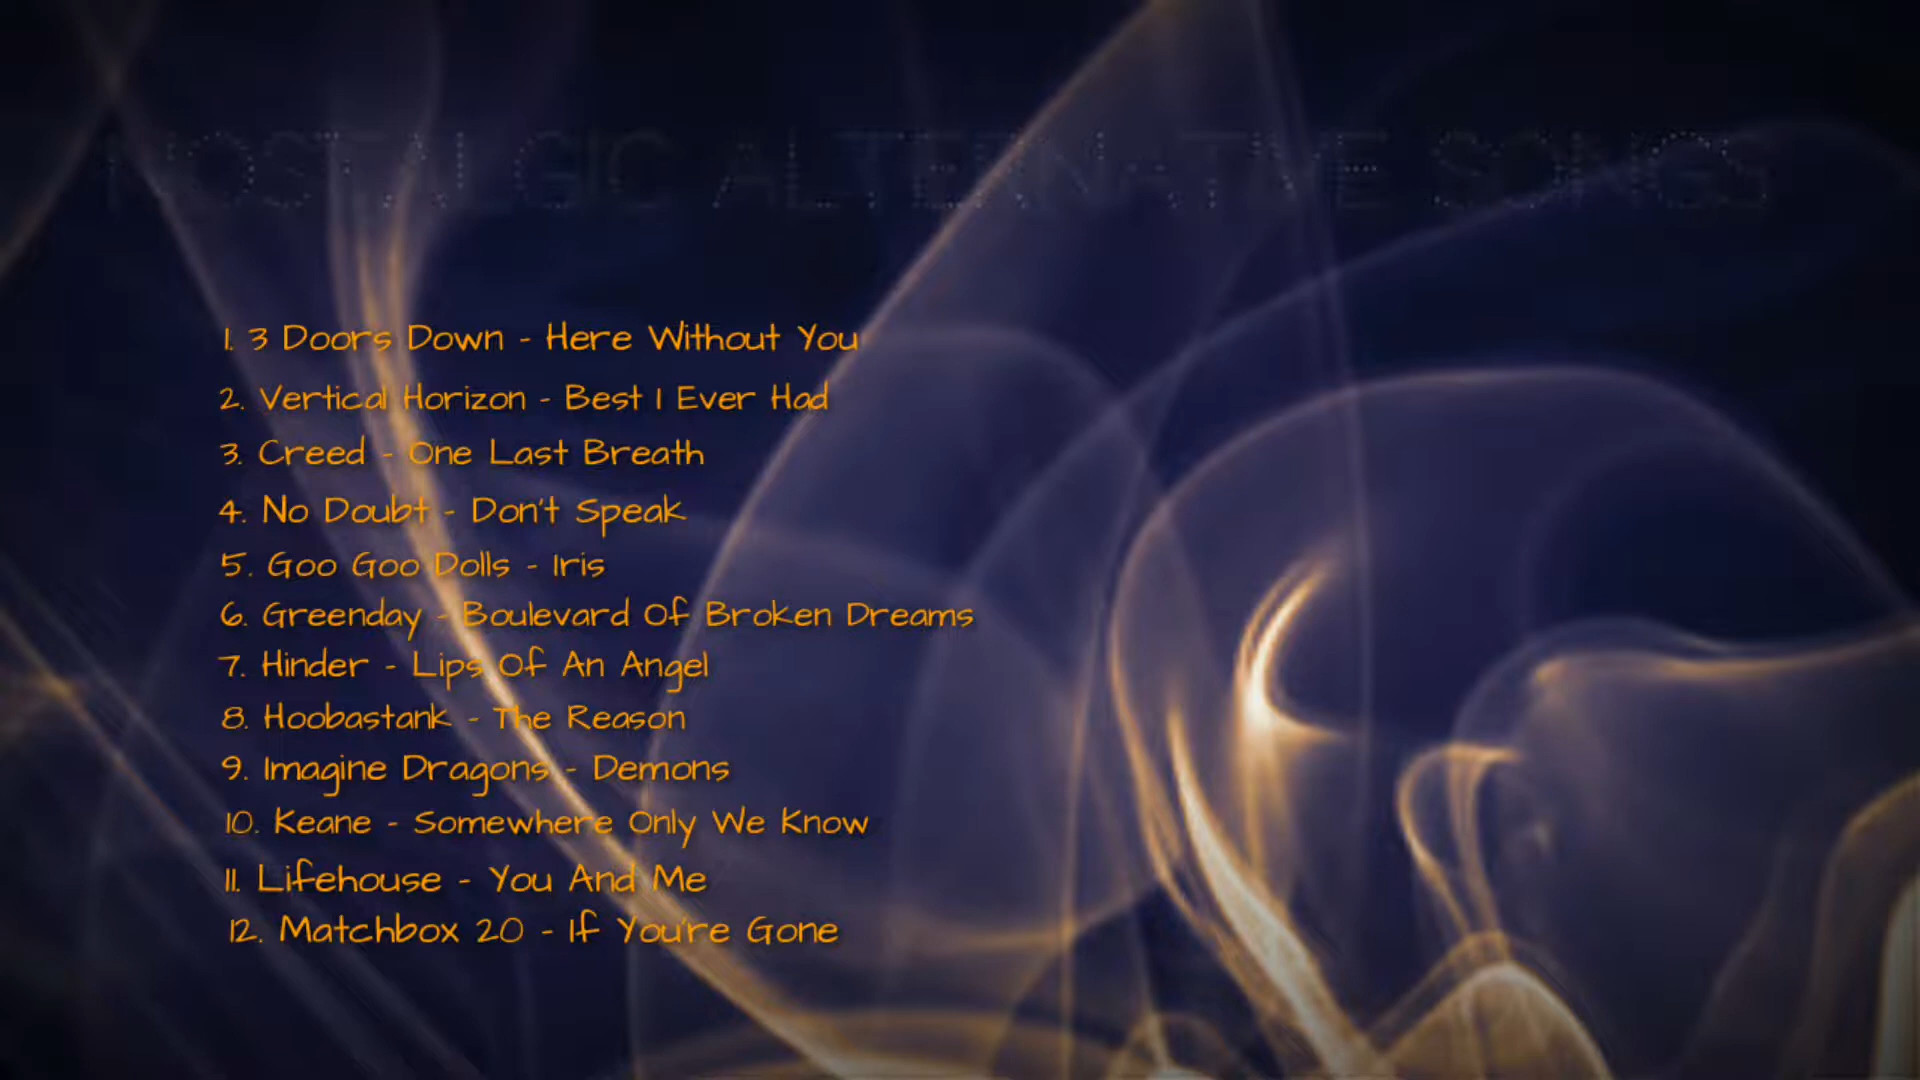 NOSTALGIC ALTERNATIVE SONGS
1. 3 Doors Down - Here Without You
2. Vertical Horizon - Best I Ever Had
3. Creed - One Last Breath
4. No Doubt - Don't Speak
5. Goo Goo Dolls - Iris
6. Greenday - Boulevard Of Broken Dreams
7. Hinder - Lips Of An Angel
8. Hoobastank - The Reason
9. Imagine Dragons - Demons
10. Keane - Somewhere Only We Know
11. Lifehouse - You And Me
12. Matchbox 20 - If You're Gone